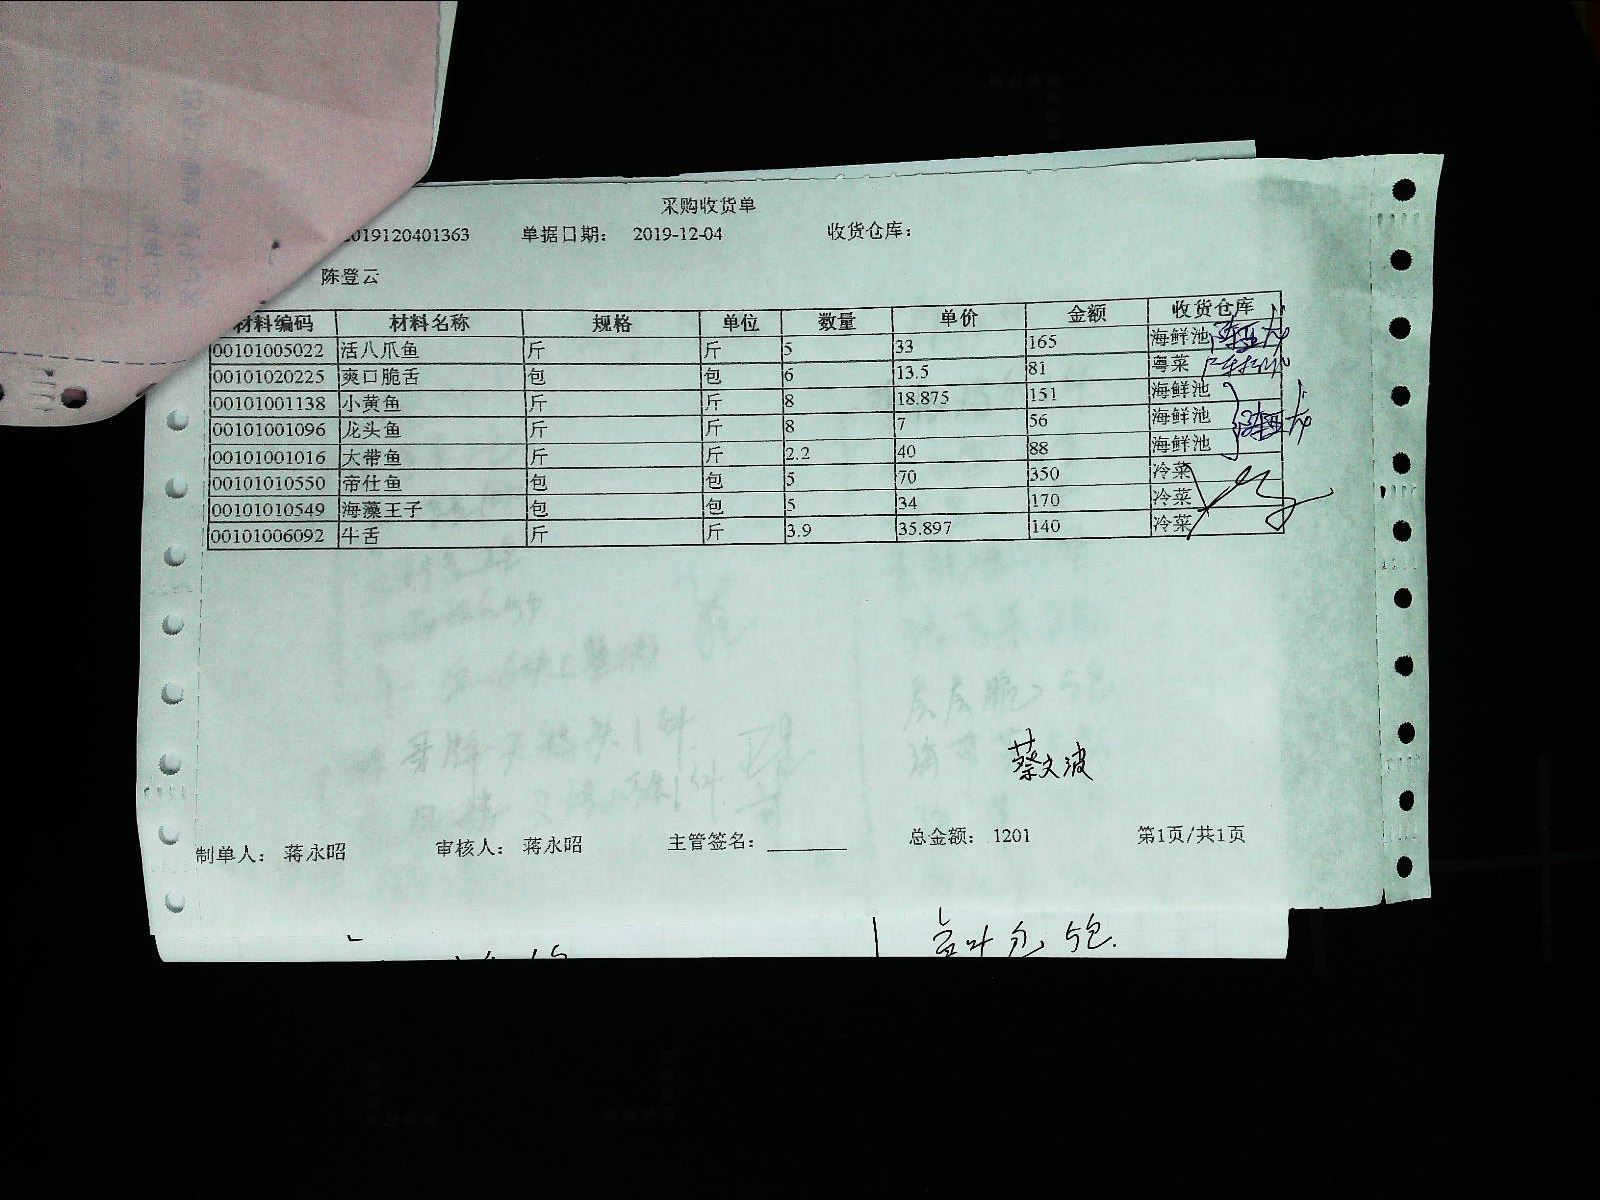 采购收货单
2019120401363 单据日期： 2019-12-04 收货仓库：
陈登云
材料编码 材料名称 规格 单位 数量 单价 金额 收货仓库
00101005022 活八爪鱼 斤 斤 5 33 165 海鲜池
00101020225 爽口脆舌 包 包 6 13.5 81 粤菜
00101001138 小黄鱼 斤 斤 8 18.875 151 海鲜池
00101001096 龙头鱼 斤 斤 8 7 56 海鲜池
00101001016 大带鱼 斤 斤 2.2 40 88 海鲜池
00101010550 帝仕鱼 包 包 5 70 350 冷菜
00101010549 海藻王子 包 包 5 34 170 冷菜
00101006092 牛舌 斤 斤 3.9 35.897 140 冷菜
蔡文波
制单人： 蒋永昭 审核人： 蒋永昭 主管签名： 总金额： 1201 第1页/共1页
5包.